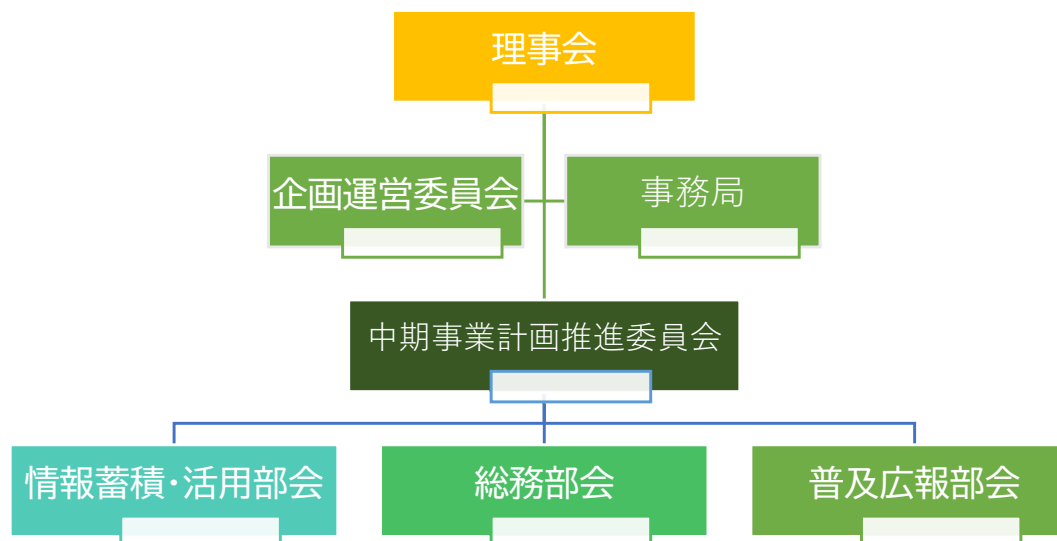 理事会
企画運営委員会
事務局
中期事業計画推進委員会
情報蓄積・活用部会
総務部会
普及広報部会